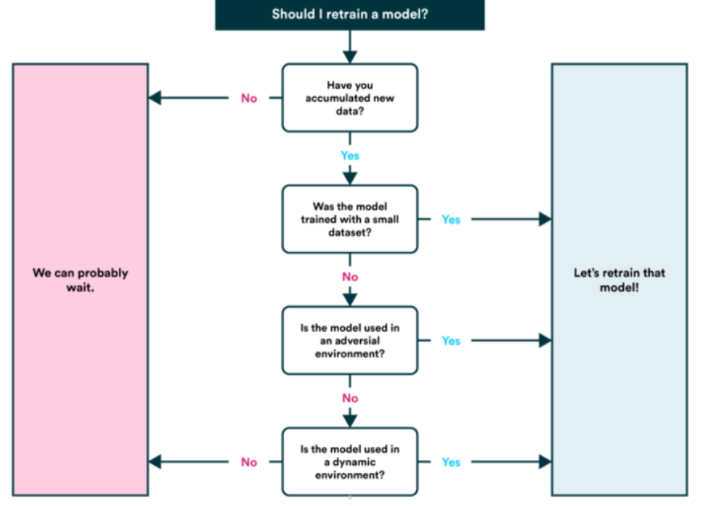 Should I retrain a model?
Have you
accumulated new
data?
No
Yes
Was the model
trained with a small
dataset?
Yes
No
We can probably
wait.
Let's retrain that
model!
Is the model used in
an adversial
environment?
Yes
No
Is the model used in
a dynamic
environment?
No
Yes